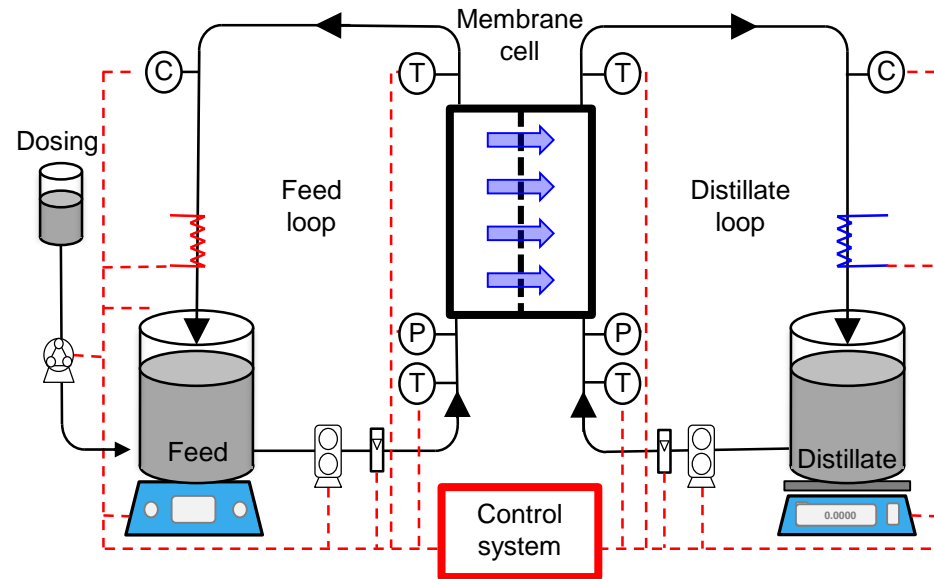 Membrane
cell
C
T
T
C
Dosing
Feed
loop
Distillate
loop
P
P
T
T
Feed
Distillate
Control
system
0.0000